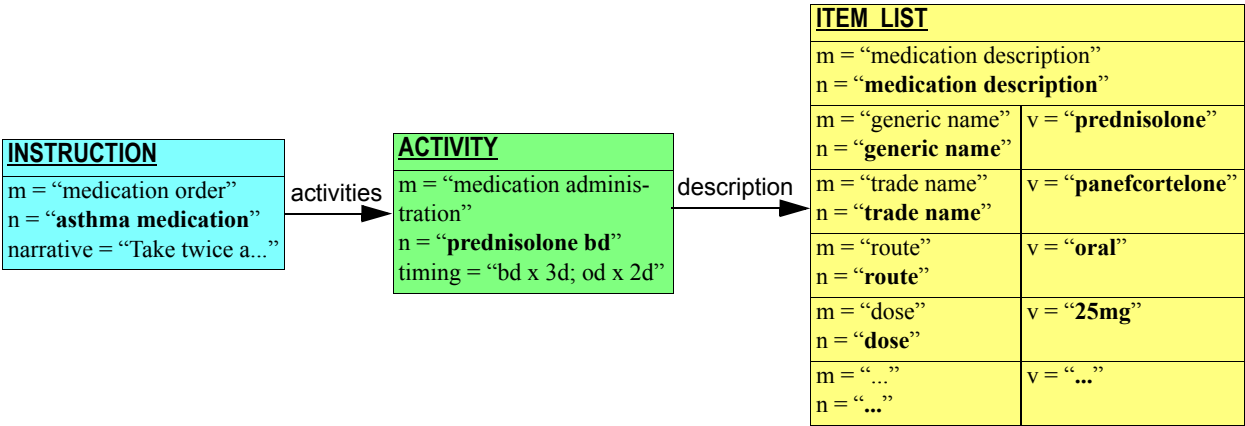 INSTRUCTION
m = “medication order”
n = “asthma medication”
narrative = “Take twice a...”
activities
ACTIVITY
m = “medication adminis-
tration”
n = “prednisolone bd”
timing = “bd x 3d; od x 2d”
description
ITEM_LIST
m = “medication description”
n = “medication description”
m = “generic name” v = “prednisolone”
n = “generic name”
m = “trade name” v = “panefcortelone”
n = “trade name”
m = “route” v = “oral”
n = “route”
m = “dose” v = “25mg”
n = “dose”
m = “...” v = “...”
n = “...”